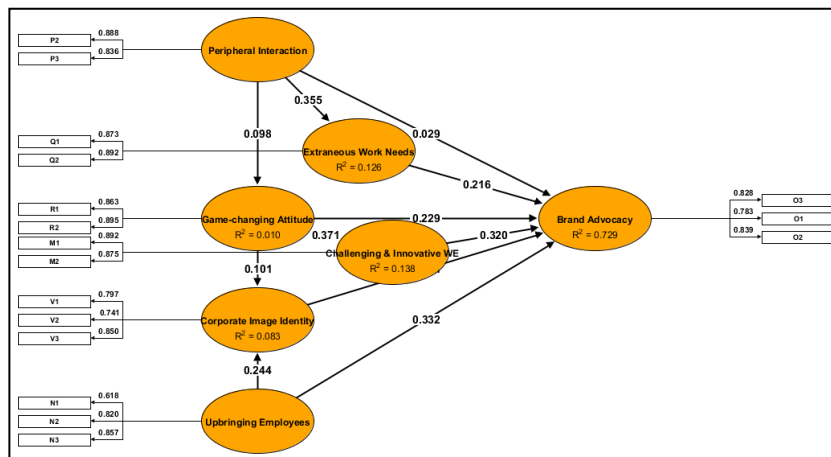 P2
0.888
P3
0.836
Peripheral Interaction
0.355
0.098
0.029
Q1
0.873
Q2
0.892
Extraneous Work Needs
R² = 0.126
0.216
R1
0.863
R2
0.895
M1
0.892
M2
0.875
Game-changing Attitude
R² = 0.010
0.229
0.371
0.320
Challenging & Innovative WE
R² = 0.138
0.101
Brand Advocacy
R² = 0.729
0.828
O3
0.783
O1
0.839
O2
V1
0.797
V2
0.741
V3
0.850
Corporate Image Identity
R² = 0.083
0.332
0.244
N1
0.618
N2
0.820
N3
0.857
Upbringing Employees